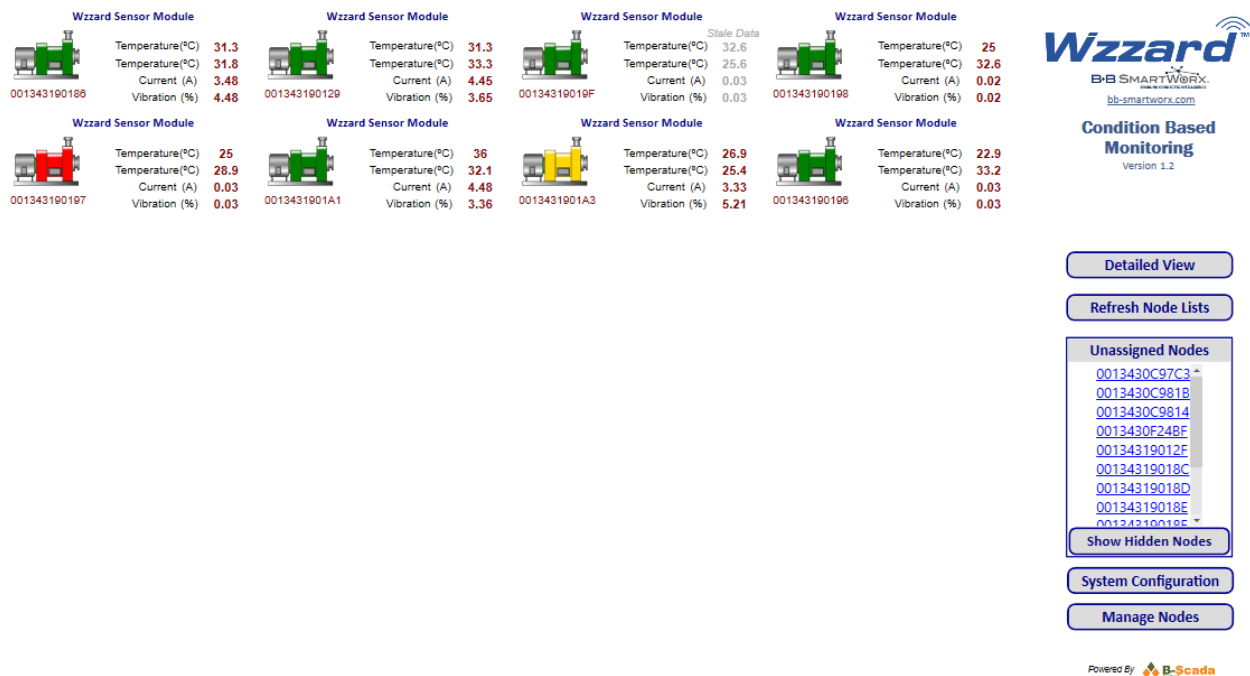 Wzzard Sensor Module
Temperature(ºC) 31.3
Temperature(ºC) 31.8
Current (A) 3.48
Vibration (%) 4.48
001343190186
Wzzard Sensor Module
Temperature(ºC) 31.3
Temperature(ºC) 33.3
Current (A) 4.45
Vibration (%) 3.65
001343190129
Wzzard Sensor Module
Stale Data
Temperature(ºC) 32.6
Temperature(ºC) 25.6
Current (A) 0.03
Vibration (%) 0.03
00134319019F
Wzzard Sensor Module
Temperature(ºC) 25
Temperature(ºC) 32.6
Current (A) 0.02
Vibration (%) 0.02
001343190198
Wzzard Sensor Module
Temperature(ºC) 25
Temperature(ºC) 28.9
Current (A) 0.03
Vibration (%) 0.03
001343190197
Wzzard Sensor Module
Temperature(ºC) 36
Temperature(ºC) 32.1
Current (A) 4.48
Vibration (%) 3.36
0013431901A1
Wzzard Sensor Module
Temperature(ºC) 26.9
Temperature(ºC) 25.4
Current (A) 3.33
Vibration (%) 5.21
0013431901A3
Wzzard Sensor Module
Temperature(ºC) 22.9
Temperature(ºC) 33.2
Current (A) 0.03
Vibration (%) 0.03
001343190196
Wzzard™
B+B SMARTWORX.
bb-smartworx.com
Condition Based
Monitoring
Version 1.2
Detailed View
Refresh Node Lists
Unassigned Nodes
0013430C97C3
0013430C981B
0013430C9814
0013430F24BF
00134319012F
00134319018C
00134319018D
00134319018E
Show Hidden Nodes
System Configuration
Manage Nodes
Powered By B-Scada